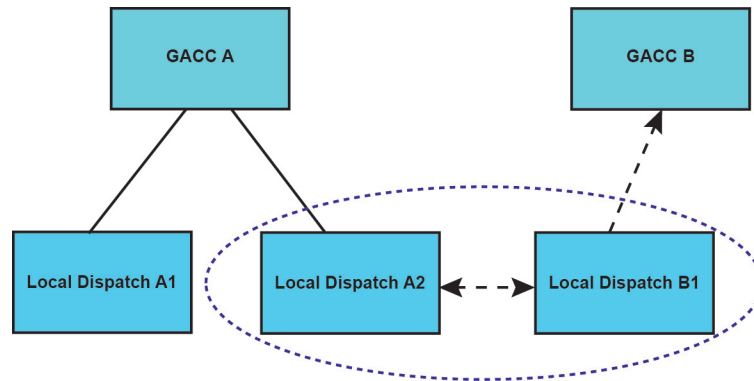 GACC A
GACC B
Local Dispatch A1
Local Dispatch A2
Local Dispatch B1